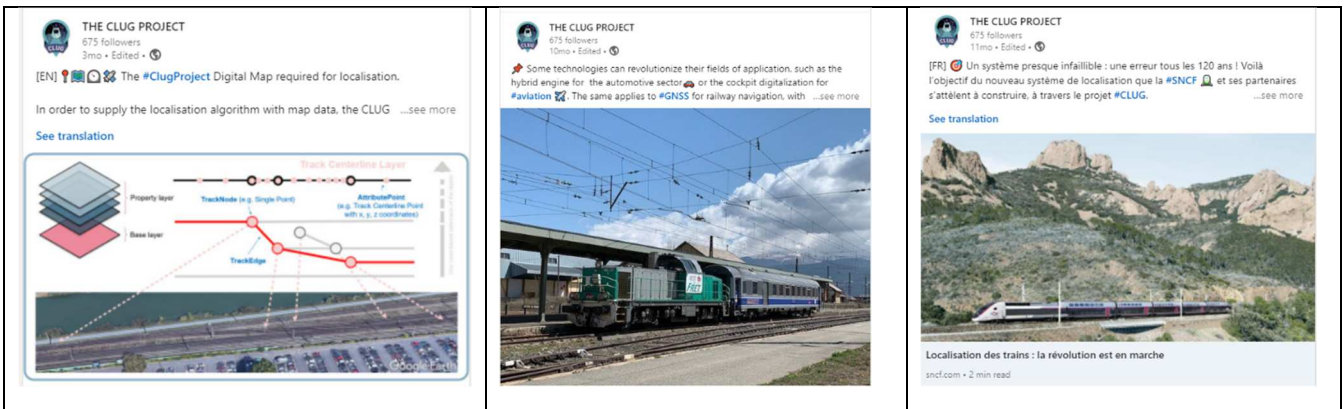 THE CLUG PROJECT
675 followers
3mo • Edited •
[EN] The #ClugProject Digital Map required for localisation.
In order to supply the localisation algorithm with map data, the CLUG ...see more
See translation
Track Centerline Layer
Property layer
Base layer
TrackNode (e.g. Single Point)
AttributePoint
(e.g. Track Centerline Point
with x, y, z coordinates)
TrackEdge
Google Earth
THE CLUG PROJECT
675 followers
10mo • Edited •
Some technologies can revolutionize their fields of application, such as the
hybrid engine for the automotive sector or the cockpit digitalization for
#aviation . The same applies to #GNSS for railway navigation, with ...see more
FRET
THE CLUG PROJECT
675 followers
11mo • Edited •
[FR] Un système presque infaillible : une erreur tous les 120 ans ! Voilà
l'objectif du nouveau système de localisation que la #SNCF et ses partenaires
s'attèlent à construire, à travers le projet #CLUG. ...see more
See translation
Localisation des trains : la révolution est en marche
sncf.com • 2 min read